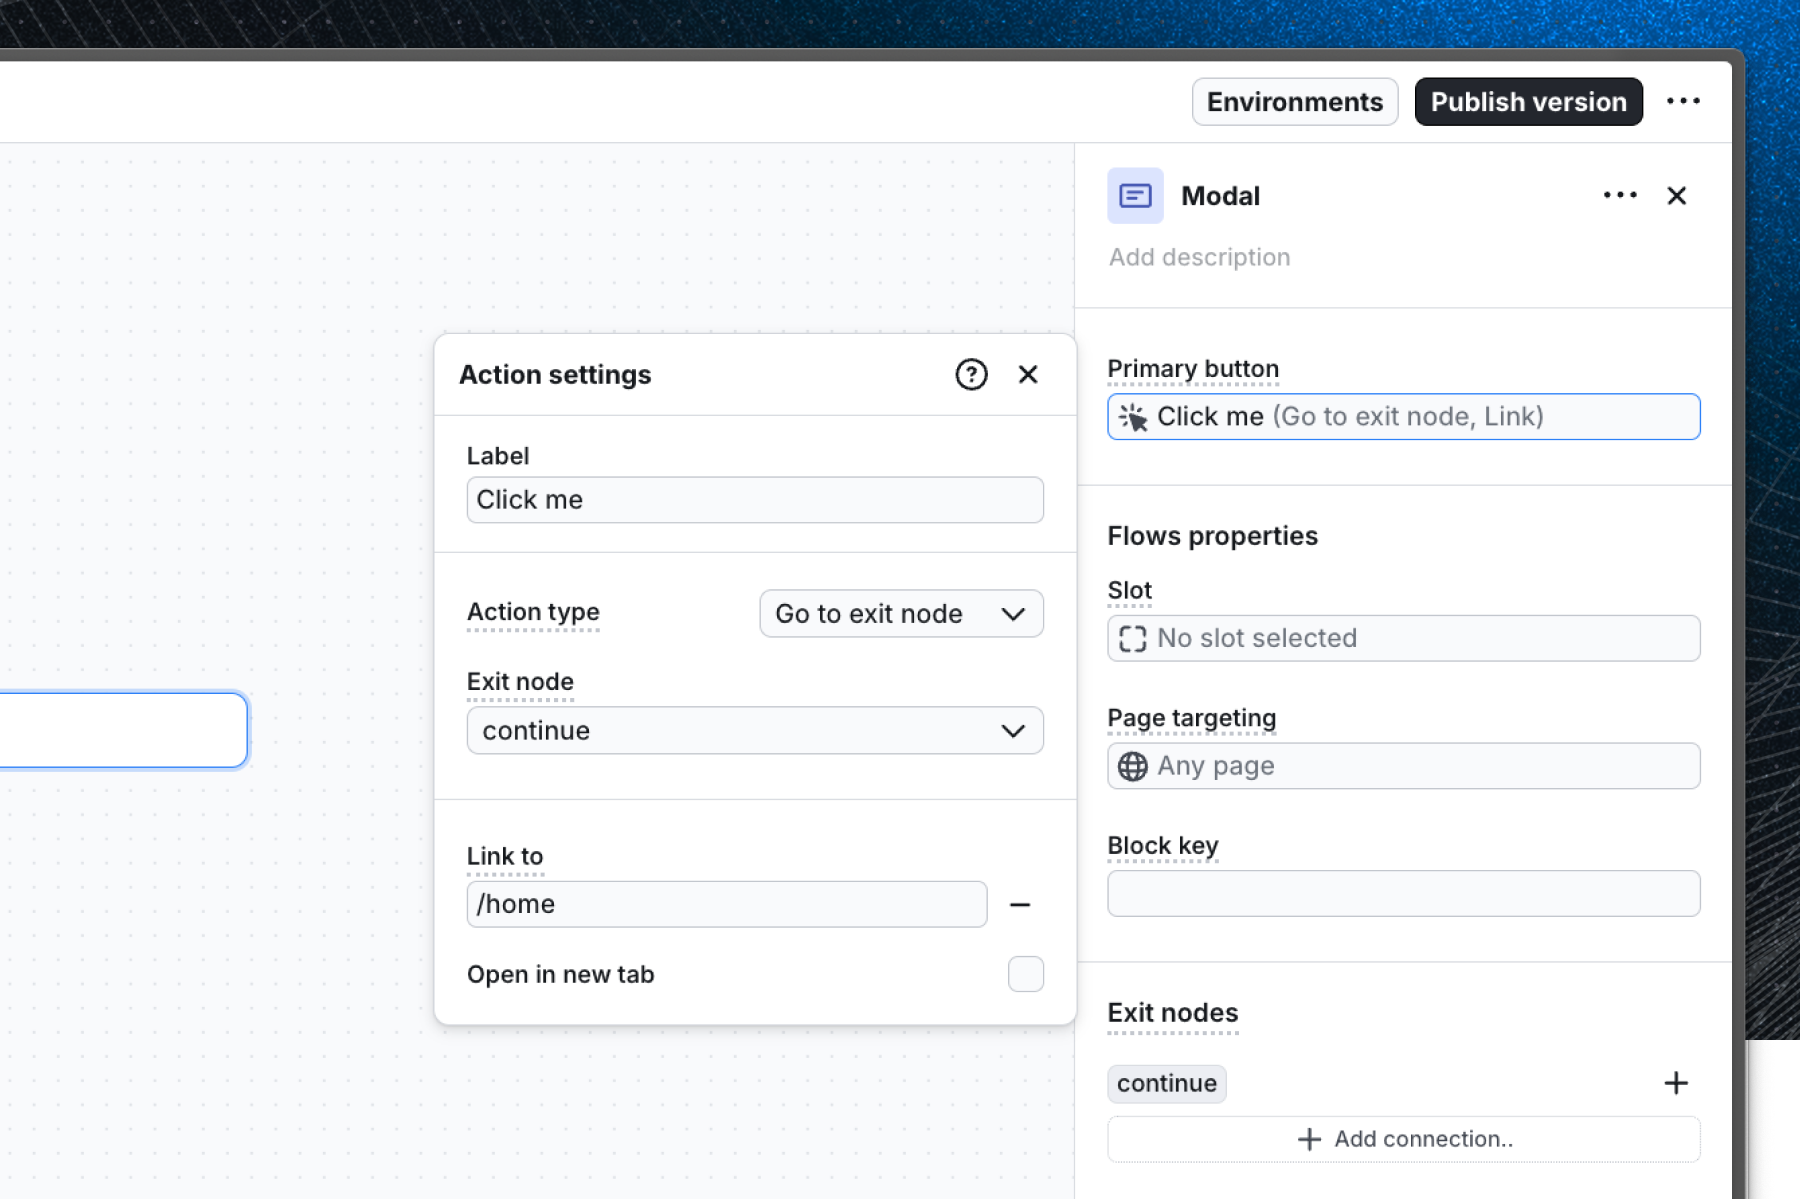 Environments
Publish version
Modal
Add description
Action settings
Label
Click me
Action type
Go to exit node
Exit node
continue
Link to
/home
Open in new tab
Primary button
Click me (Go to exit node, Link)
Flows properties
Slot
No slot selected
Page targeting
Any page
Block key
Exit nodes
continue
Add connection..